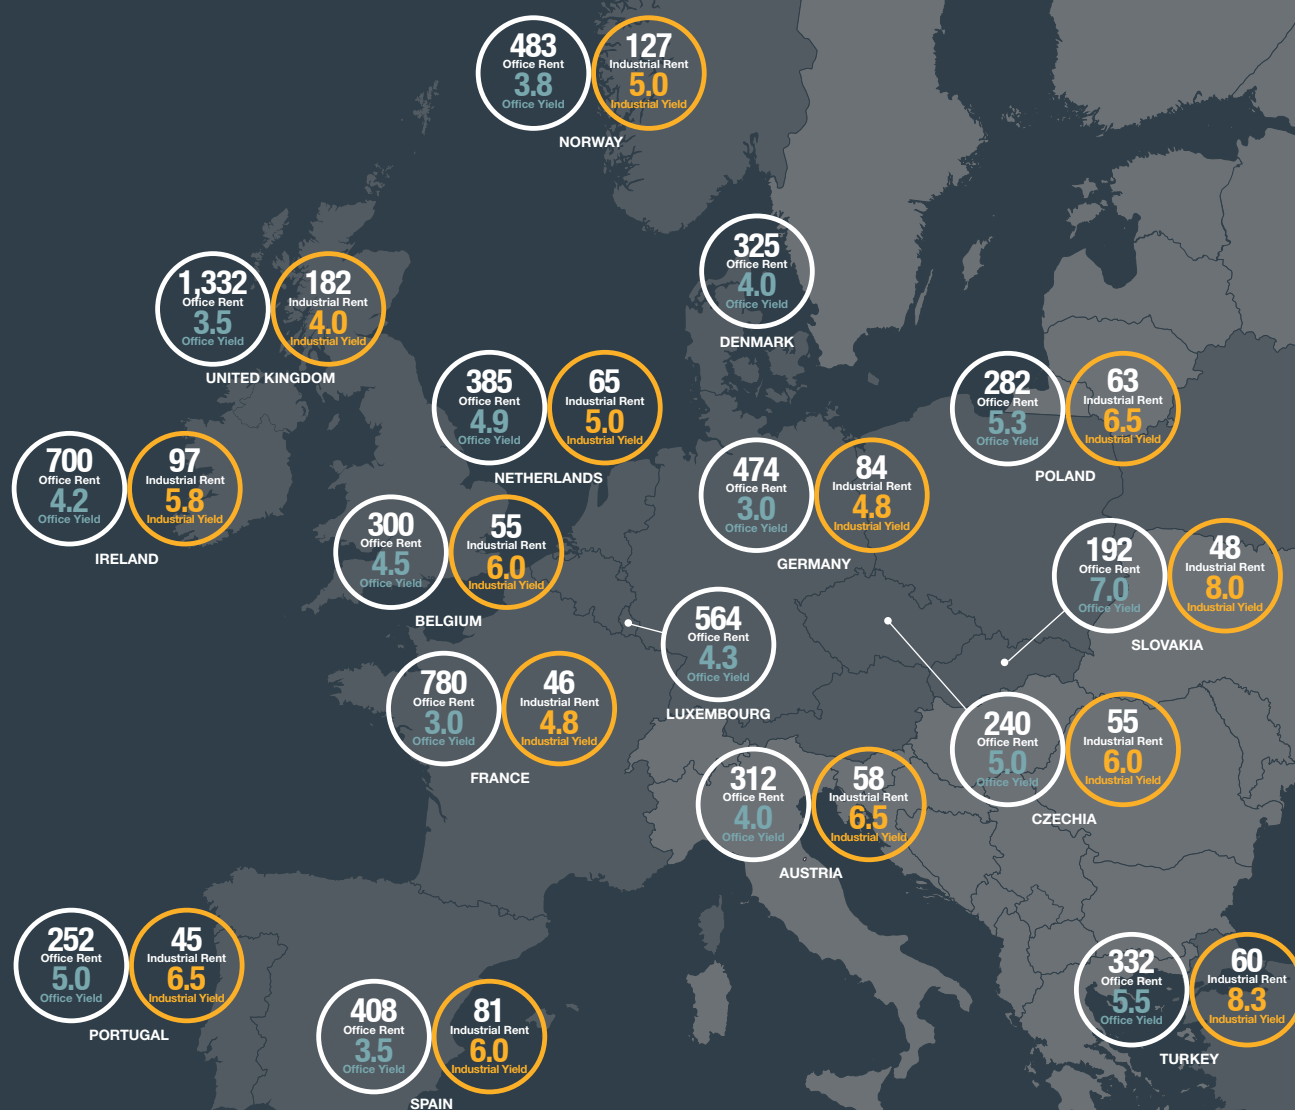 483
Office Rent
3.8
Office Yield
127
Industrial Rent
5.0
Industrial Yield
NORWAY
325
Office Rent
4.0
Office Yield
DENMARK
1,332
Office Rent
3.5
Office Yield
182
Industrial Rent
4.0
Industrial Yield
UNITED KINGDOM
385
Office Rent
4.9
Office Yield
65
Industrial Rent
5.0
Industrial Yield
NETHERLANDS
282
Office Rent
5.3
Office Yield
63
Industrial Rent
6.5
Industrial Yield
POLAND
700
Office Rent
4.2
Office Yield
97
Industrial Rent
5.8
Industrial Yield
IRELAND
474
Office Rent
3.0
Office Yield
84
Industrial Rent
4.8
Industrial Yield
GERMANY
300
Office Rent
4.5
Office Yield
55
Industrial Rent
6.0
Industrial Yield
BELGIUM
192
Office Rent
7.0
Office Yield
48
Industrial Rent
8.0
Industrial Yield
SLOVAKIA
564
Office Rent
4.3
Office Yield
LUXEMBOURG
780
Office Rent
3.0
Office Yield
46
Industrial Rent
4.8
Industrial Yield
FRANCE
240
Office Rent
5.0
Office Yield
55
Industrial Rent
6.0
Industrial Yield
CZECHIA
312
Office Rent
4.0
Office Yield
58
Industrial Rent
6.5
Industrial Yield
AUSTRIA
252
Office Rent
5.0
Office Yield
45
Industrial Rent
6.5
Industrial Yield
PORTUGAL
332
Office Rent
5.5
Office Yield
60
Industrial Rent
8.3
Industrial Yield
TURKEY
408
Office Rent
3.5
Office Yield
81
Industrial Rent
6.0
Industrial Yield
SPAIN